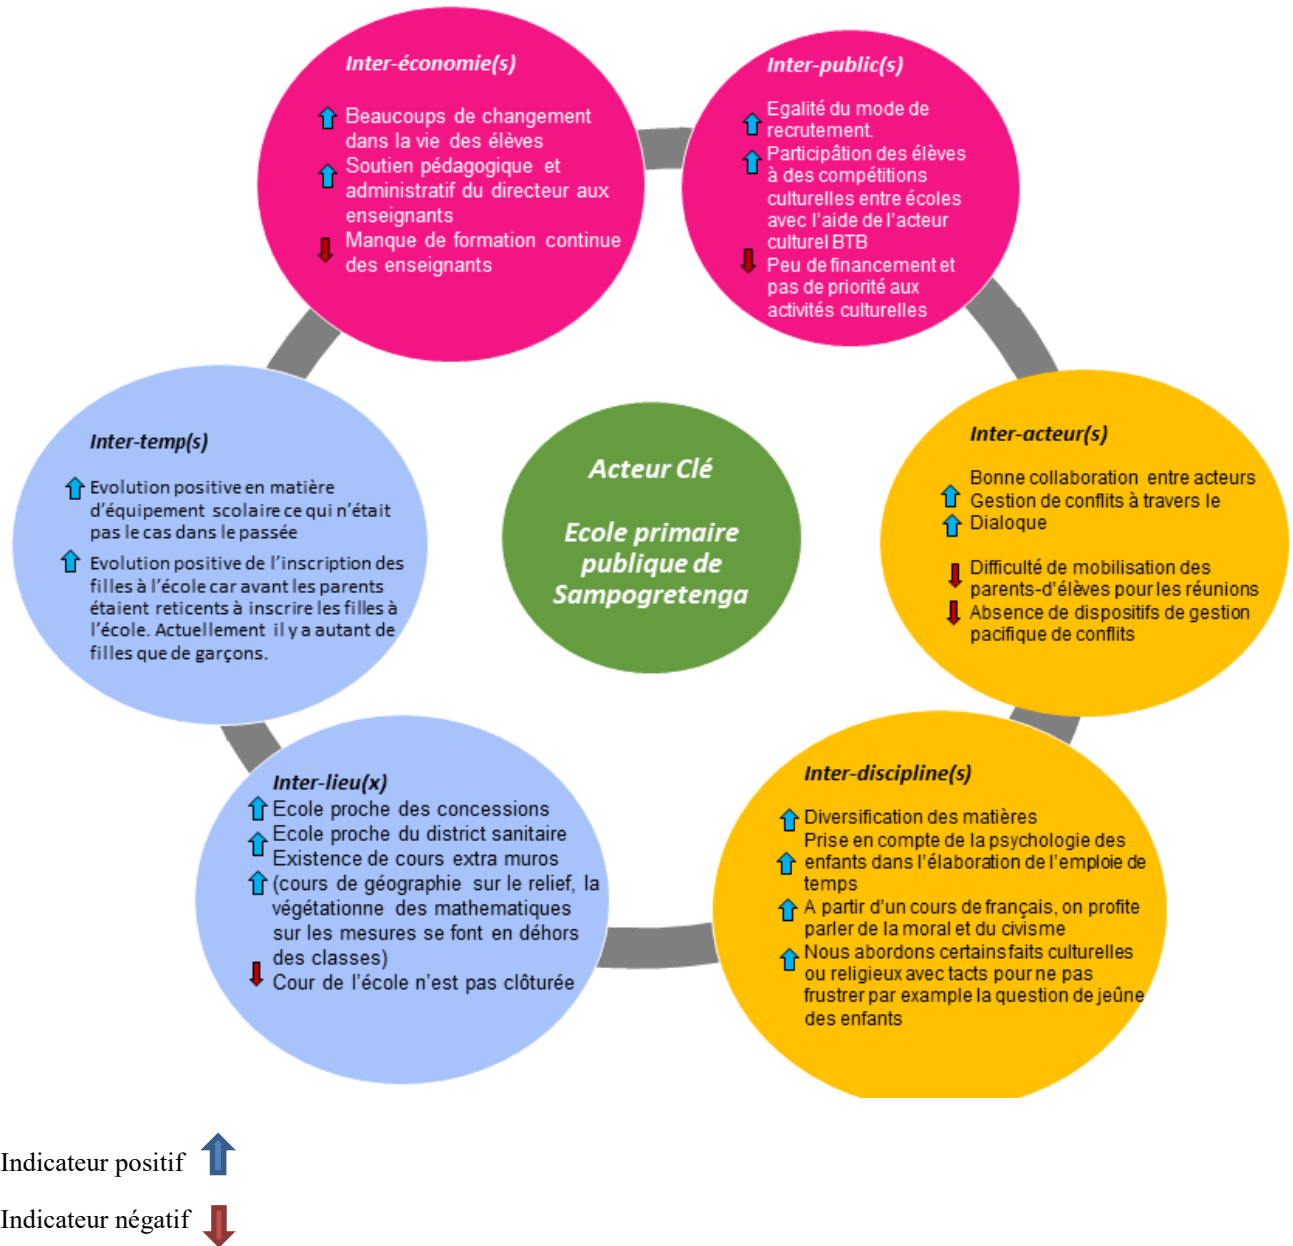 Inter-économie(s)
Beaucoups de changement
dans la vie des élèves
Soutien pédagogique et
administratif du directeur aux
enseignants
Manque de formation continue
des enseignants
Inter-public(s)
Egalité du mode de
recrutement.
Participâtion des élèves
à des compétitions
culturelles entre écoles
avec l'aide de l'acteur
culturel BTB
Peu de financement et
pas de priorité aux
activités culturelles
Inter-temp(s)
Evolution positive en matière
d'équipement scolaire ce qui n'était
pas le cas dans le passée
Evolution positive de l'inscription des
filles à l'école car avant les parents
étaient reticents à inscrire les filles à
l'école. Actuellement il y a autant de
filles que de garçons.
Acteur Clé
Ecole primaire
publique de
Sampogretenga
Inter-acteur(s)
Bonne collaboration entre acteurs
Gestion de conflits à travers le
Dialoque
Difficulté de mobilisation des
parents-d'élèves pour les réunions
Absence de dispositifs de gestion
pacifique de conflits
Inter-lieu(x)
Ecole proche des concessions
Ecole proche du district sanitaire
Existence de cours extra muros
(cours de géographie sur le relief, la
végétationne des mathematiques
sur les mesures se font en déhors
des classes)
Cour de l'école n'est pas clôturée
Inter-discipline(s)
Diversification des matières
Prise en compte de la psychologie des
enfants dans l'élaboration de l'emploie de
temps
A partir d'un cours de français, on profite
parler de la moral et du civisme
Nous abordons certains faits culturelles
ou religieux avec tacts pour ne pas
frustrer par example la question de jeûne
des enfants
Indicateur positif
Indicateur négatif